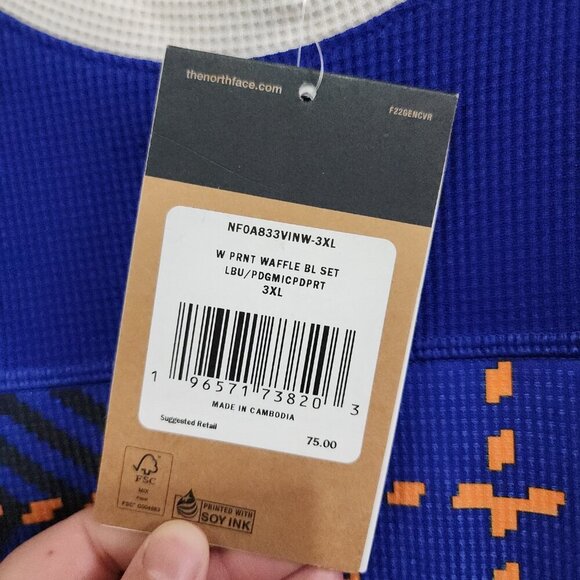 thenorthface.com
F22GENCVR
NF0A833VINW-3XL
W PRNT WAFFLE BL SET
LBU/PDGMICPDPRT
3XL
1 96571 73820 3
MADE IN CAMBODIA
Suggested Retail 75.00
FSC
MIX
Paper
PRINTED WITH
SOY INK